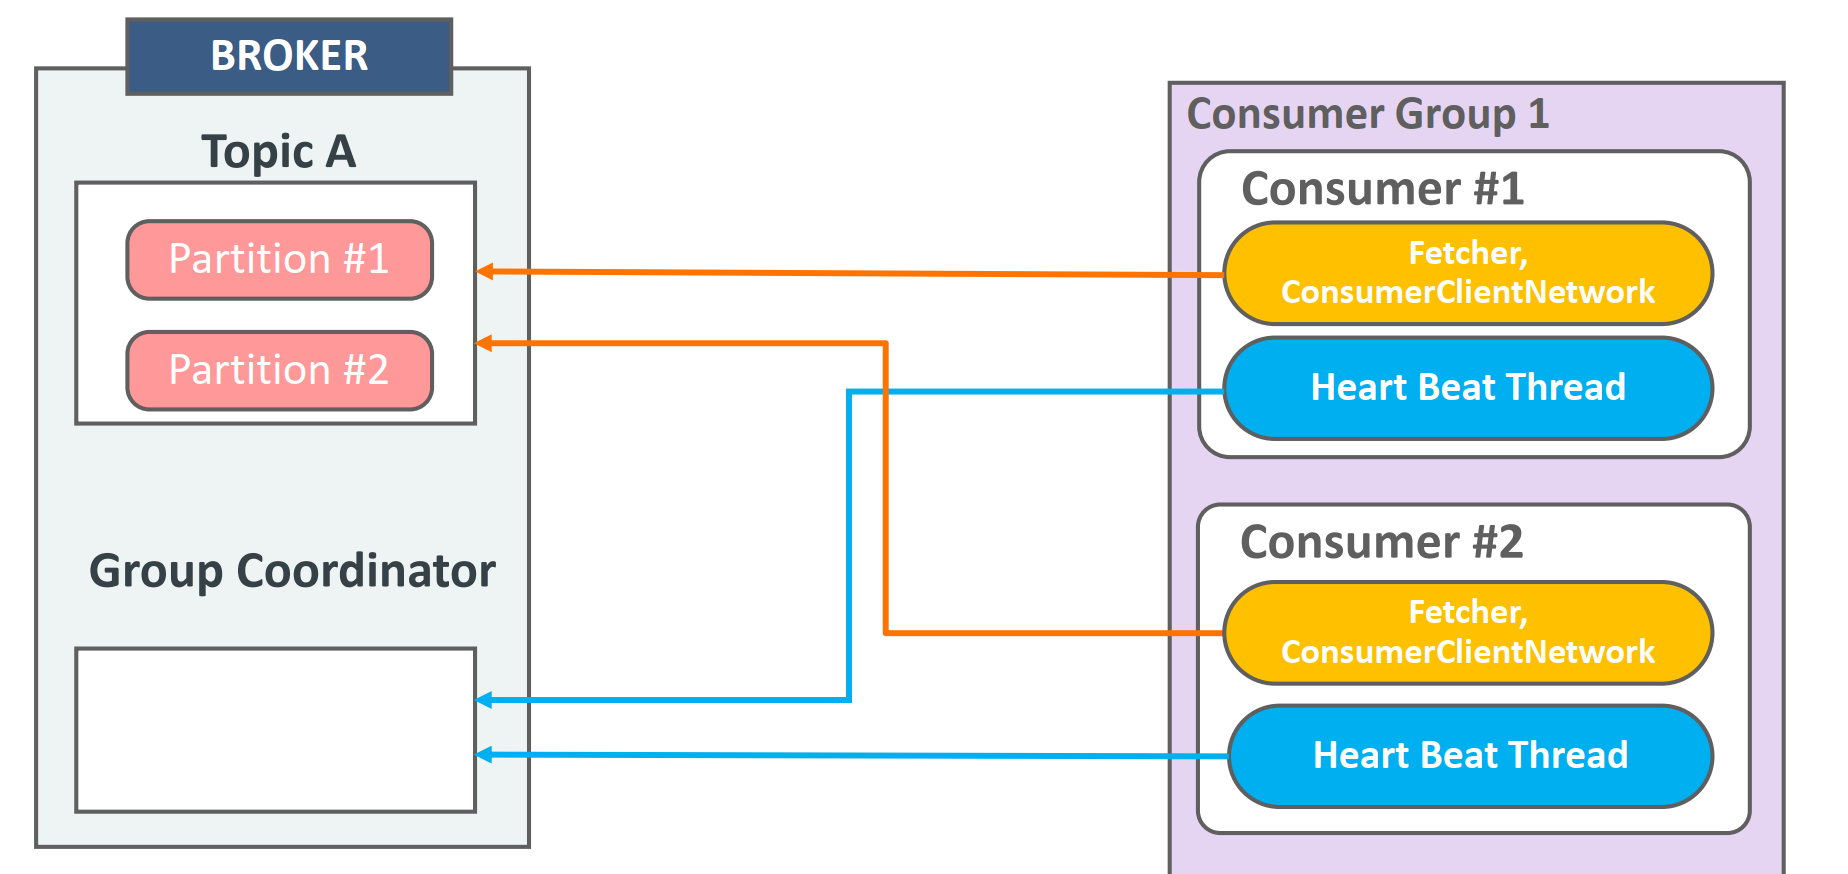 BROKER
Topic A
Partition #1
Partition #2
Group Coordinator
Consumer Group 1
Consumer #1
Fetcher,
ConsumerClientNetwork
Heart Beat Thread
Consumer #2
Fetcher,
ConsumerClientNetwork
Heart Beat Thread